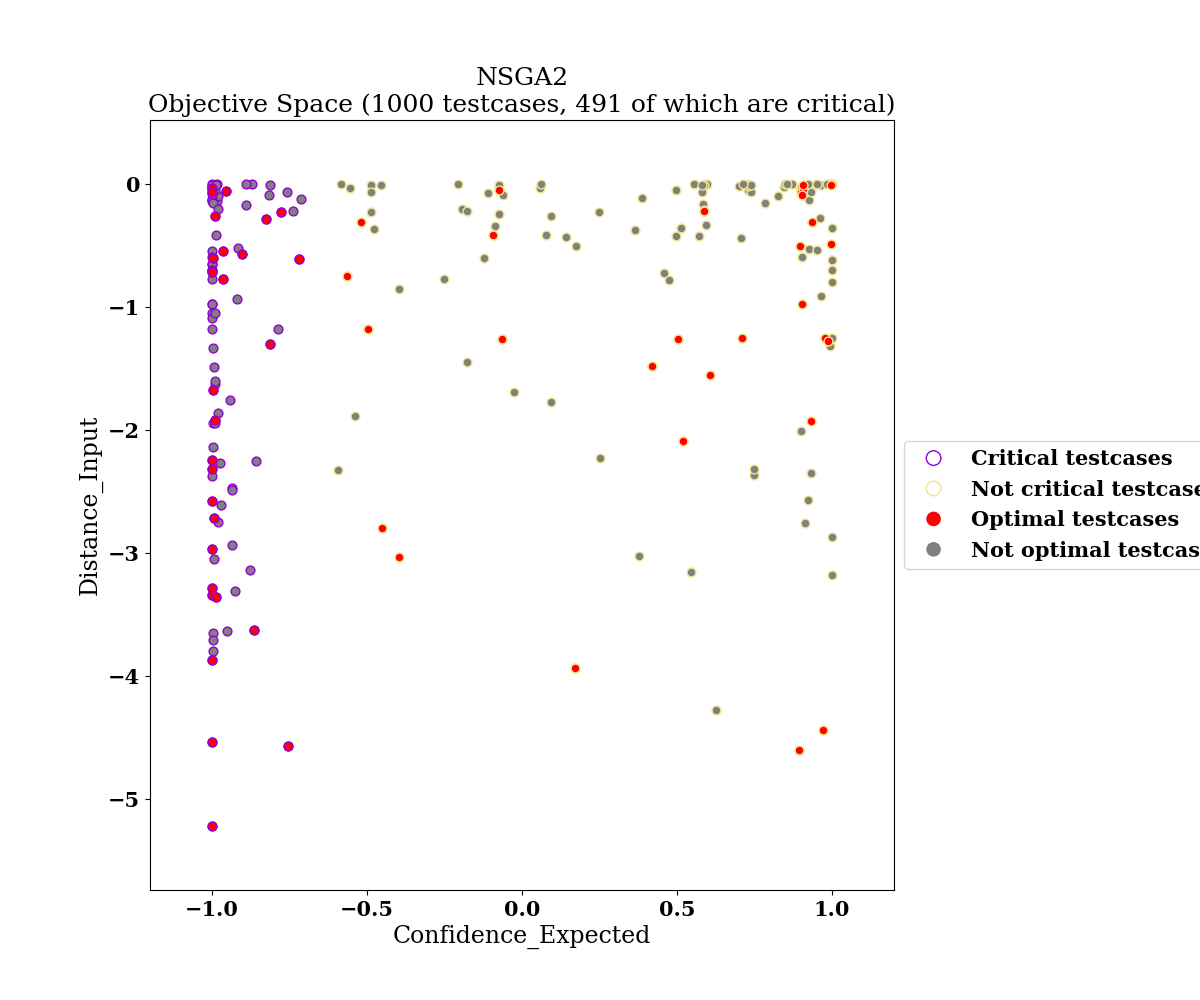 NSGA2
Objective Space (1000 testcases, 491 of which are critical)
0
−1
−2
−3
−4
−5
Distance_Input
−1.0 −0.5 0.0 0.5 1.0
Confidence_Expected
Critical testcases
Not critical testcase
Optimal testcases
Not optimal testcas